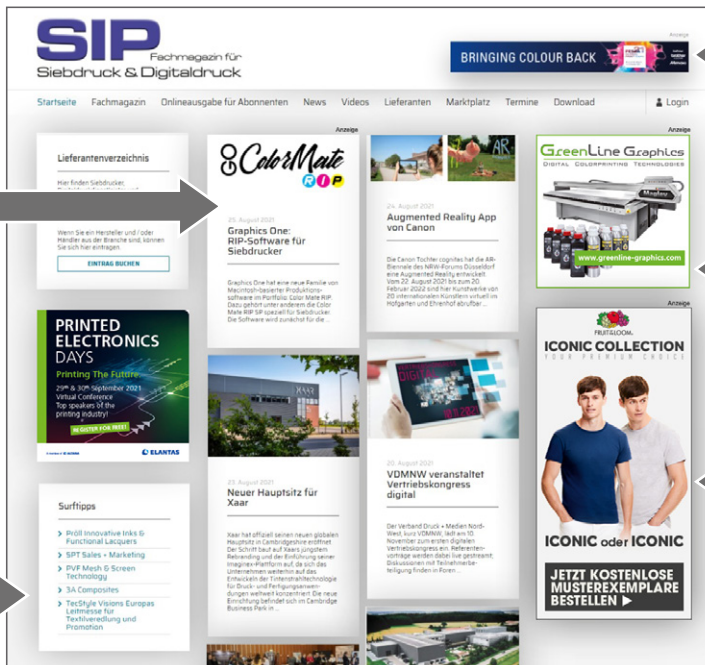 SIP
Fachmagazin für
Siebdruck & Digitaldruck
Anzeige
BRINGING COLOUR BACK
Startseite Fachmagazin Onlineausgabe für Abonnenten News Videos Lieferanten Marktplatz Termine Download Login
Lieferantenverzeichnis
Hier finden Siebdrucker,
Wenn Sie ein Hersteller und / oder
Händler aus der Branche sind, können
Sie sich hier eintragen.
EINTRAG BUCHEN
PRINTED
ELECTRONICS
DAYS
Printing The Future
29th & 30th September 2021
Virtual Conference
Top speakers of the
printing industry!
REGISTER FOR FREE!
ELANTAS
Surftipps
Pröll Innovative Inks &
Functional Lacquers
SPT Sales + Marketing
PVF Mesh & Screen
Technology
3A Composites
TecStyle Visions Europas
Leitmesse für
Textilveredlung und
Promotion
Anzeige
ColorMate
RIP
25. August 2021
Graphics One:
RIP-Software für
Siebdrucker
Graphics One hat eine neue Familie von
Macintosh-basierter Produktions-
software im Portfolio: Color Mate RIP.
Dazu gehört unter anderem die Color
Mate RIP SP speziell für Siebdrucker.
Die Software wird zunächst für die ...
23. August 2021
Neuer Hauptsitz für
Xaar
Xaar hat offiziell seinen neuen globalen
Hauptsitz in Cambridgeshire eröffnet.
Der Schritt baut auf Xaars jüngstem
Rebranding und der Einführung seiner
Imagine-Plattform auf, da sich das
Unternehmen weiterhin auf das
Entwickeln der Tintenstrahltechnologie
für Druck- und Fertigungsanwen-
dungen weltweit konzentriert. Die neue
Einrichtung befindet sich im Cambridge
Business Park in ...
AR
24. August 2021
Augmented Reality App
von Canon
Die Canon Tochter cognitas hat die AR-
Biennale des NRW-Forums Düsseldorf
eine Augmented Reality entwickelt.
Vom 22. August 2021 bis zum 20.
Februar 2022 sind hier Kunstwerke von
20 internationalen Künstlern virtuell im
Hofgarten und Ehrenhof abrufbar ...
DIGITAL
18.11.2021
20. August 2021
VDMNW veranstaltet
Vertriebskongress
digital
Der Verband Druck + Medien Nord-
West, kurz VDMNW, lädt am 10.
November zum ersten digitalen
Vertriebskongress ein. Referenten-
vorträge werden dabei live gestreamt;
Diskussionen mit Teilnehmerbe-
teiligung finden in Foren ...
Anzeige
GreenLine Graphics
DIGITAL COLORPRINTING TECHNOLOGIES
www.greenline-graphics.com
Anzeige
FRUIT OF THE LOOM.
ICONIC COLLECTION
YOUR PREMIUM CHOICE
ICONIC oder ICONIC
JETZT KOSTENLOSE
MUSTEREXEMPLARE
BESTELLEN